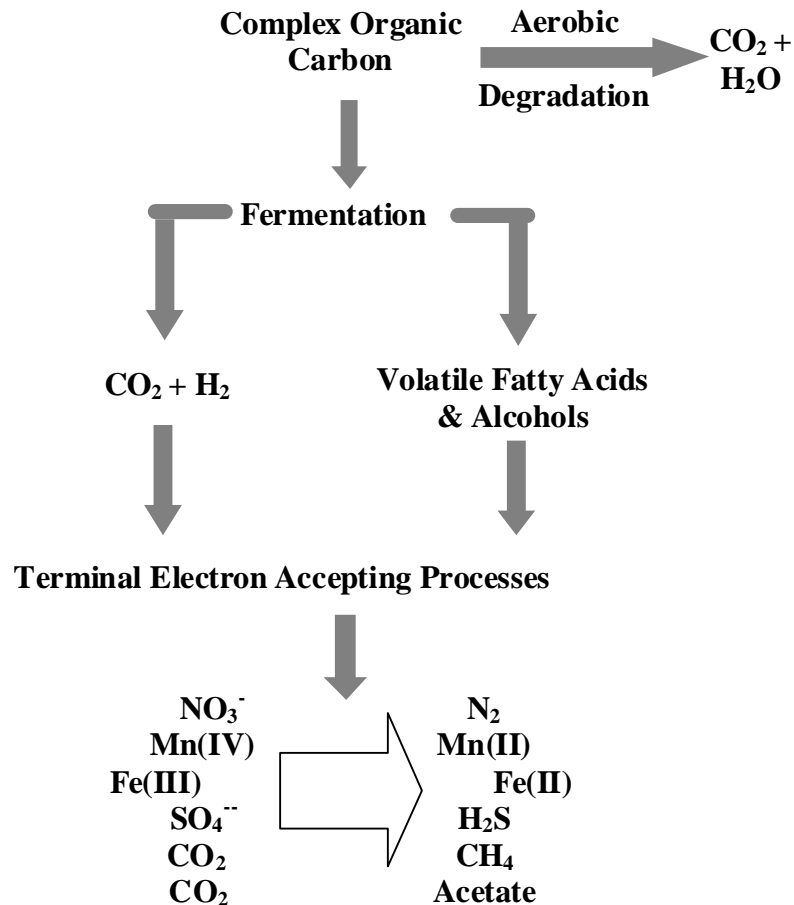 Complex Organic
Carbon
Aerobic
Degradation
CO₂ +
H₂O
Fermentation
CO₂ + H₂
Volatile Fatty Acids
& Alcohols
Terminal Electron Accepting Processes
NO₃⁻ N₂
Mn(IV) Mn(II)
Fe(III) Fe(II)
SO₄⁻⁻ H₂S
CO₂ CH₄
CO₂ Acetate